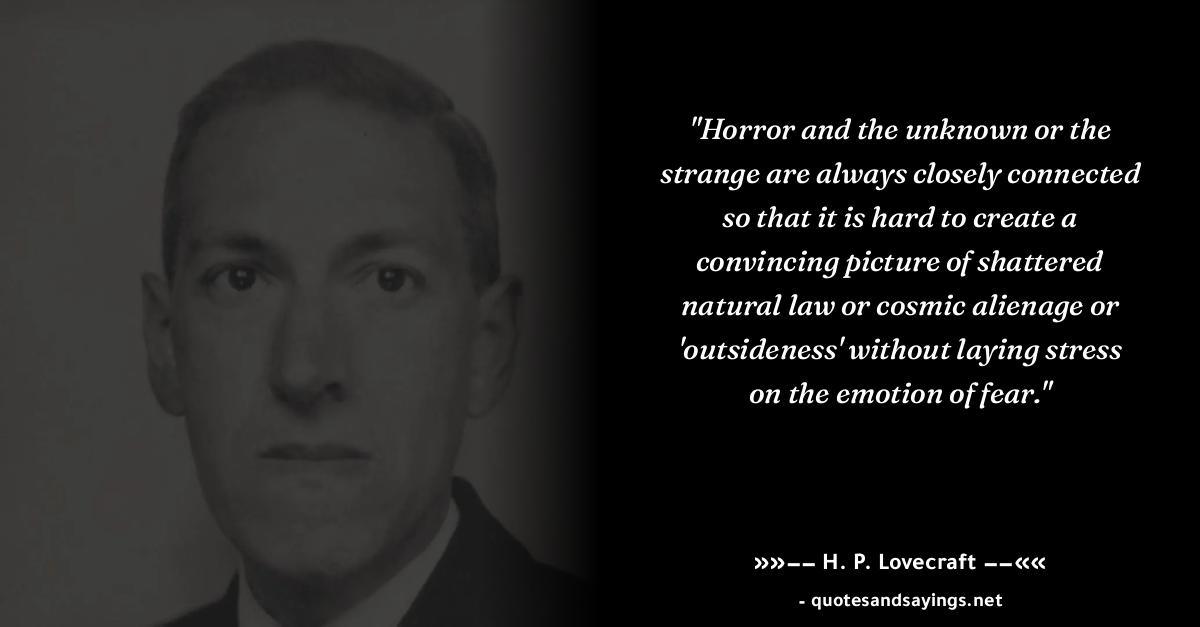 "Horror and the unknown or the
strange are always closely connected
so that it is hard to create a
convincing picture of shattered
natural law or cosmic alienage or
'outsideness' without laying stress
on the emotion of fear."
»»−− H. P. Lovecraft −−««
- quotesandsayings.net